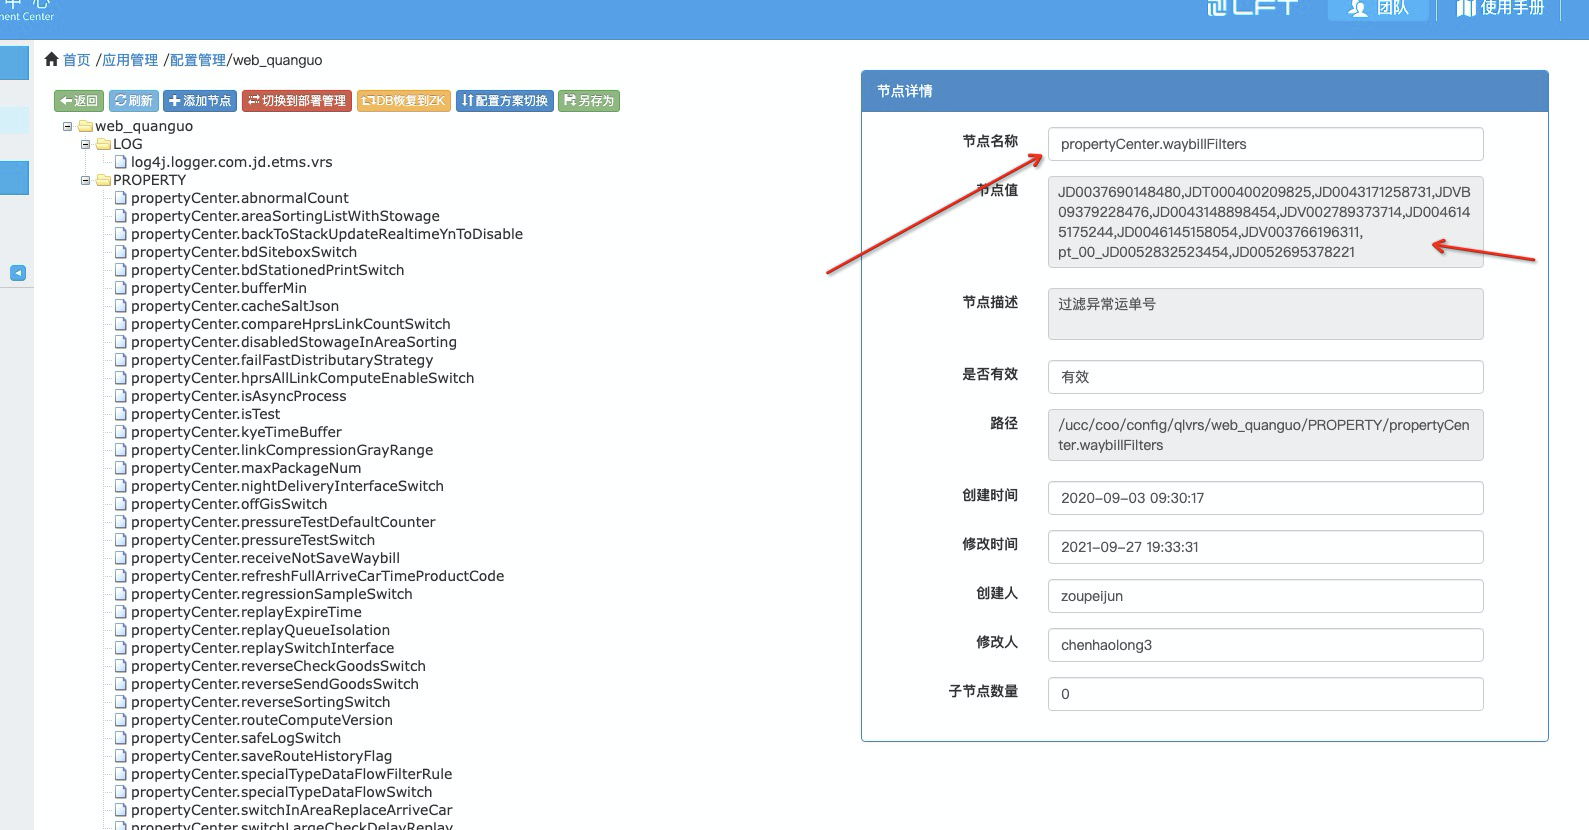 中 心
ment Center
LFT
团队
使用手册
首页 /应用管理 /配置管理/web_quanguo
返回
刷新
添加节点
切换到部署管理
DB恢复到ZK
配置方案切换
另存为
web_quanguo
LOG
log4j.logger.com.jd.etms.vrs
PROPERTY
propertyCenter.abnormalCount
propertyCenter.areaSortingListWithStowage
propertyCenter.backToStackUpdateRealtimeYnToDisable
propertyCenter.bdSiteboxSwitch
propertyCenter.bdStationedPrintSwitch
propertyCenter.bufferMin
propertyCenter.cacheSaltJson
propertyCenter.compareHprsLinkCountSwitch
propertyCenter.disabledStowageInAreaSorting
propertyCenter.failFastDistributaryStrategy
propertyCenter.hprsAllLinkComputeEnableSwitch
propertyCenter.isAsyncProcess
propertyCenter.isTest
propertyCenter.kyeTimeBuffer
propertyCenter.linkCompressionGrayRange
propertyCenter.maxPackageNum
propertyCenter.nightDeliveryInterfaceSwitch
propertyCenter.offGisSwitch
propertyCenter.pressureTestDefaultCounter
propertyCenter.pressureTestSwitch
propertyCenter.receiveNotSaveWaybill
propertyCenter.refreshFullArriveCarTimeProductCode
propertyCenter.regressionSampleSwitch
propertyCenter.replayExpireTime
propertyCenter.replayQueueIsolation
propertyCenter.replaySwitchInterface
propertyCenter.reverseCheckGoodsSwitch
propertyCenter.reverseSendGoodsSwitch
propertyCenter.reverseSortingSwitch
propertyCenter.routeComputeVersion
propertyCenter.safeLogSwitch
propertyCenter.saveRouteHistoryFlag
propertyCenter.specialTypeDataFlowFilterRule
propertyCenter.specialTypeDataFlowSwitch
propertyCenter.switchInAreaReplaceArriveCar
propertyCenter.switchLargeCheckDelayReplay
节点详情
节点名称
propertyCenter.waybillFilters
节点值
JD0037690148480,JDT000400209825,JD0043171258731,JDVB
09379228476,JD0043148898454,JDV002789373714,JD004614
5175244,JD0046145158054,JDV003766196311,
pt_00_JD0052832523454,JD0052695378221
节点描述
过滤异常运单号
是否有效
有效
路径
/ucc/coo/config/qlvrs/web_quanguo/PROPERTY/propertyCen
ter.waybillFilters
创建时间
2020-09-03 09:30:17
修改时间
2021-09-27 19:33:31
创建人
zoupeijun
修改人
chenhaolong3
子节点数量
0